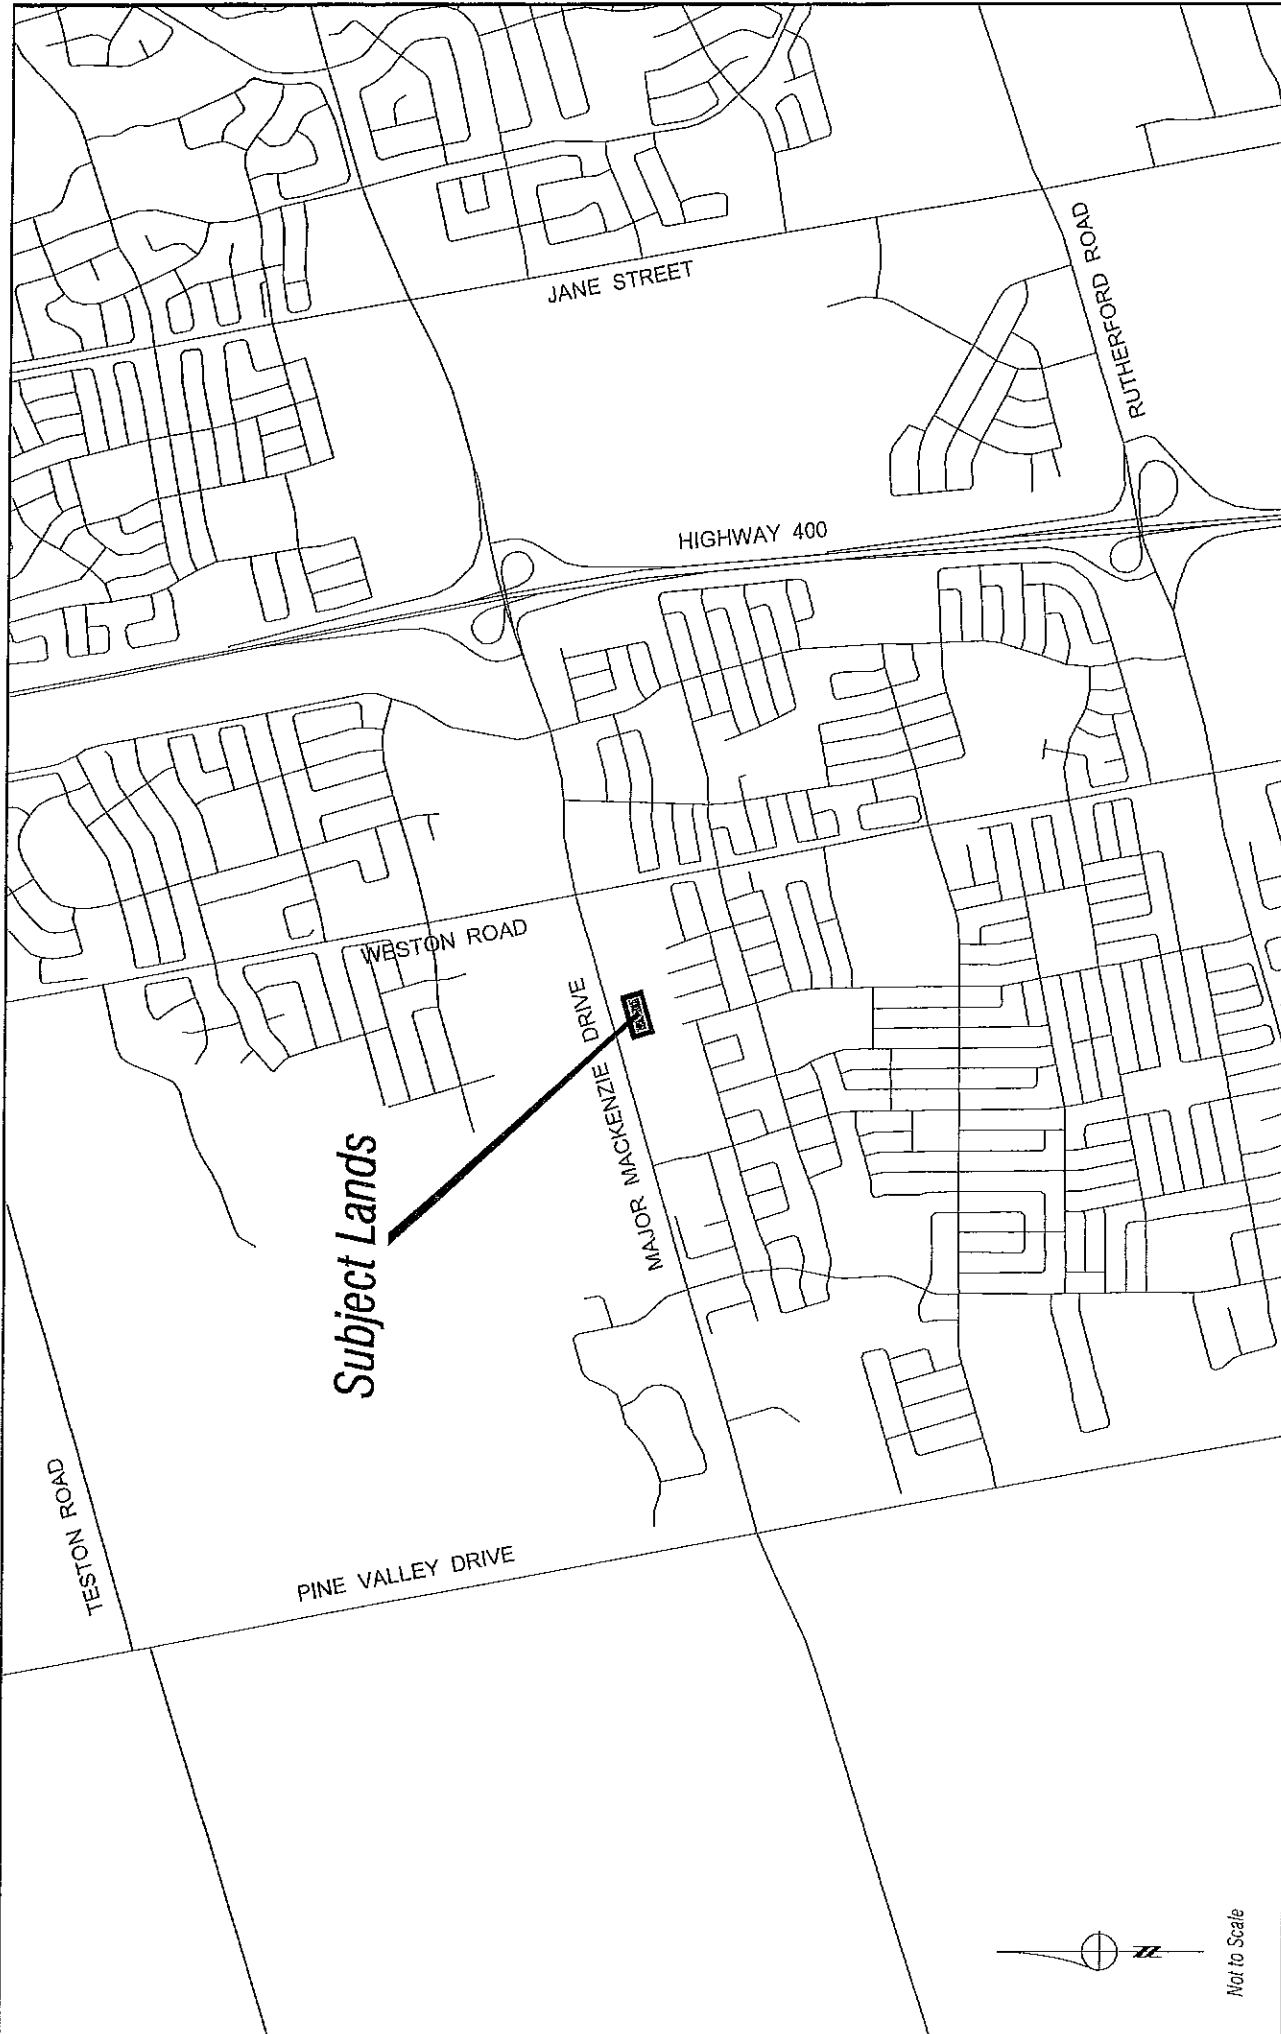 TESTON ROAD
PINE VALLEY DRIVE
Subject Lands
WESTON ROAD
MAJOR MACKENZIE DRIVE
HIGHWAY 400
JANE STREET
RUTHERFORD ROAD
N
Not to Scale